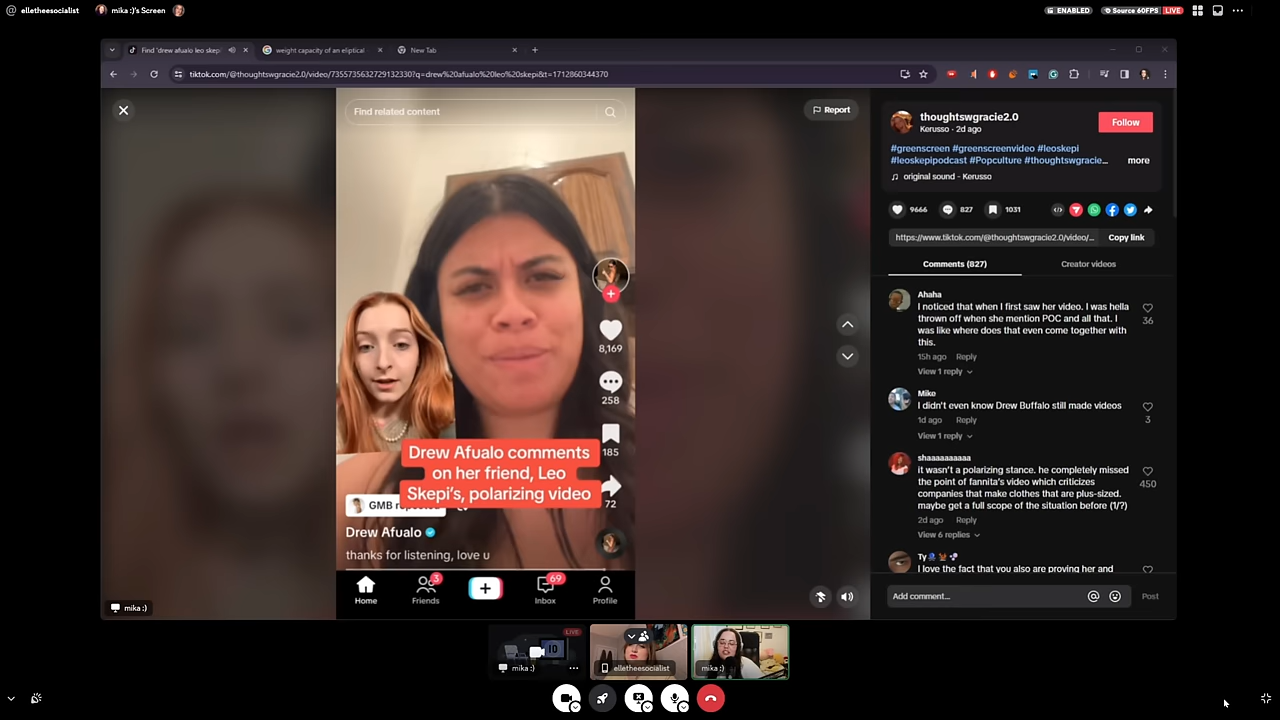 elletheesocialist
mika :)'s Screen
ENABLED
Source 60FPS LIVE
Find 'drew afualo leo skep
weight capacity of an eliptical
New Tab
tiktok.com/@thoughtswgracie2.0/video/7355735632729132330?q=drew%20afualo%20leo%20skepi&t=1712860344370
Find related content
Report
8,169
258
185
72
Drew Afualo comments
on her friend, Leo
Skepi's, polarizing video
GMB reposted
Drew Afualo
thanks for listening, love u
3
69
Home
Friends
Inbox
Profile
thoughtswgracie2.0
Kerusso · 2d ago
Follow
#greenscreen #greenscreenvideo #leoskepi
#leoskepipodcast #Popculture #thoughtswgracie...
more
original sound - Kerusso
9666
827
1031
https://www.tiktok.com/@thoughtswgracie2.0/video/...
Copy link
Comments (827)
Creator videos
Ahaha
I noticed that when I first saw her video. I was hella
thrown off when she mention POC and all that. I
was like where does that even come together with
this.
36
15h ago Reply
View 1 reply
Mike
I didn't even know Drew Buffalo still made videos
3
1d ago Reply
View 1 reply
shaaaaaaaaaa
it wasn't a polarizing stance. he completely missed
the point of fannita's video which criticizes
companies that make clothes that are plus-sized.
maybe get a full scope of the situation before (1/?)
450
2d ago Reply
View 6 replies
Ty
I love the fact that you also are proving her and
Add comment...
Post
mika :)
LIVE
mika :)
elletheesocialist
mika :)